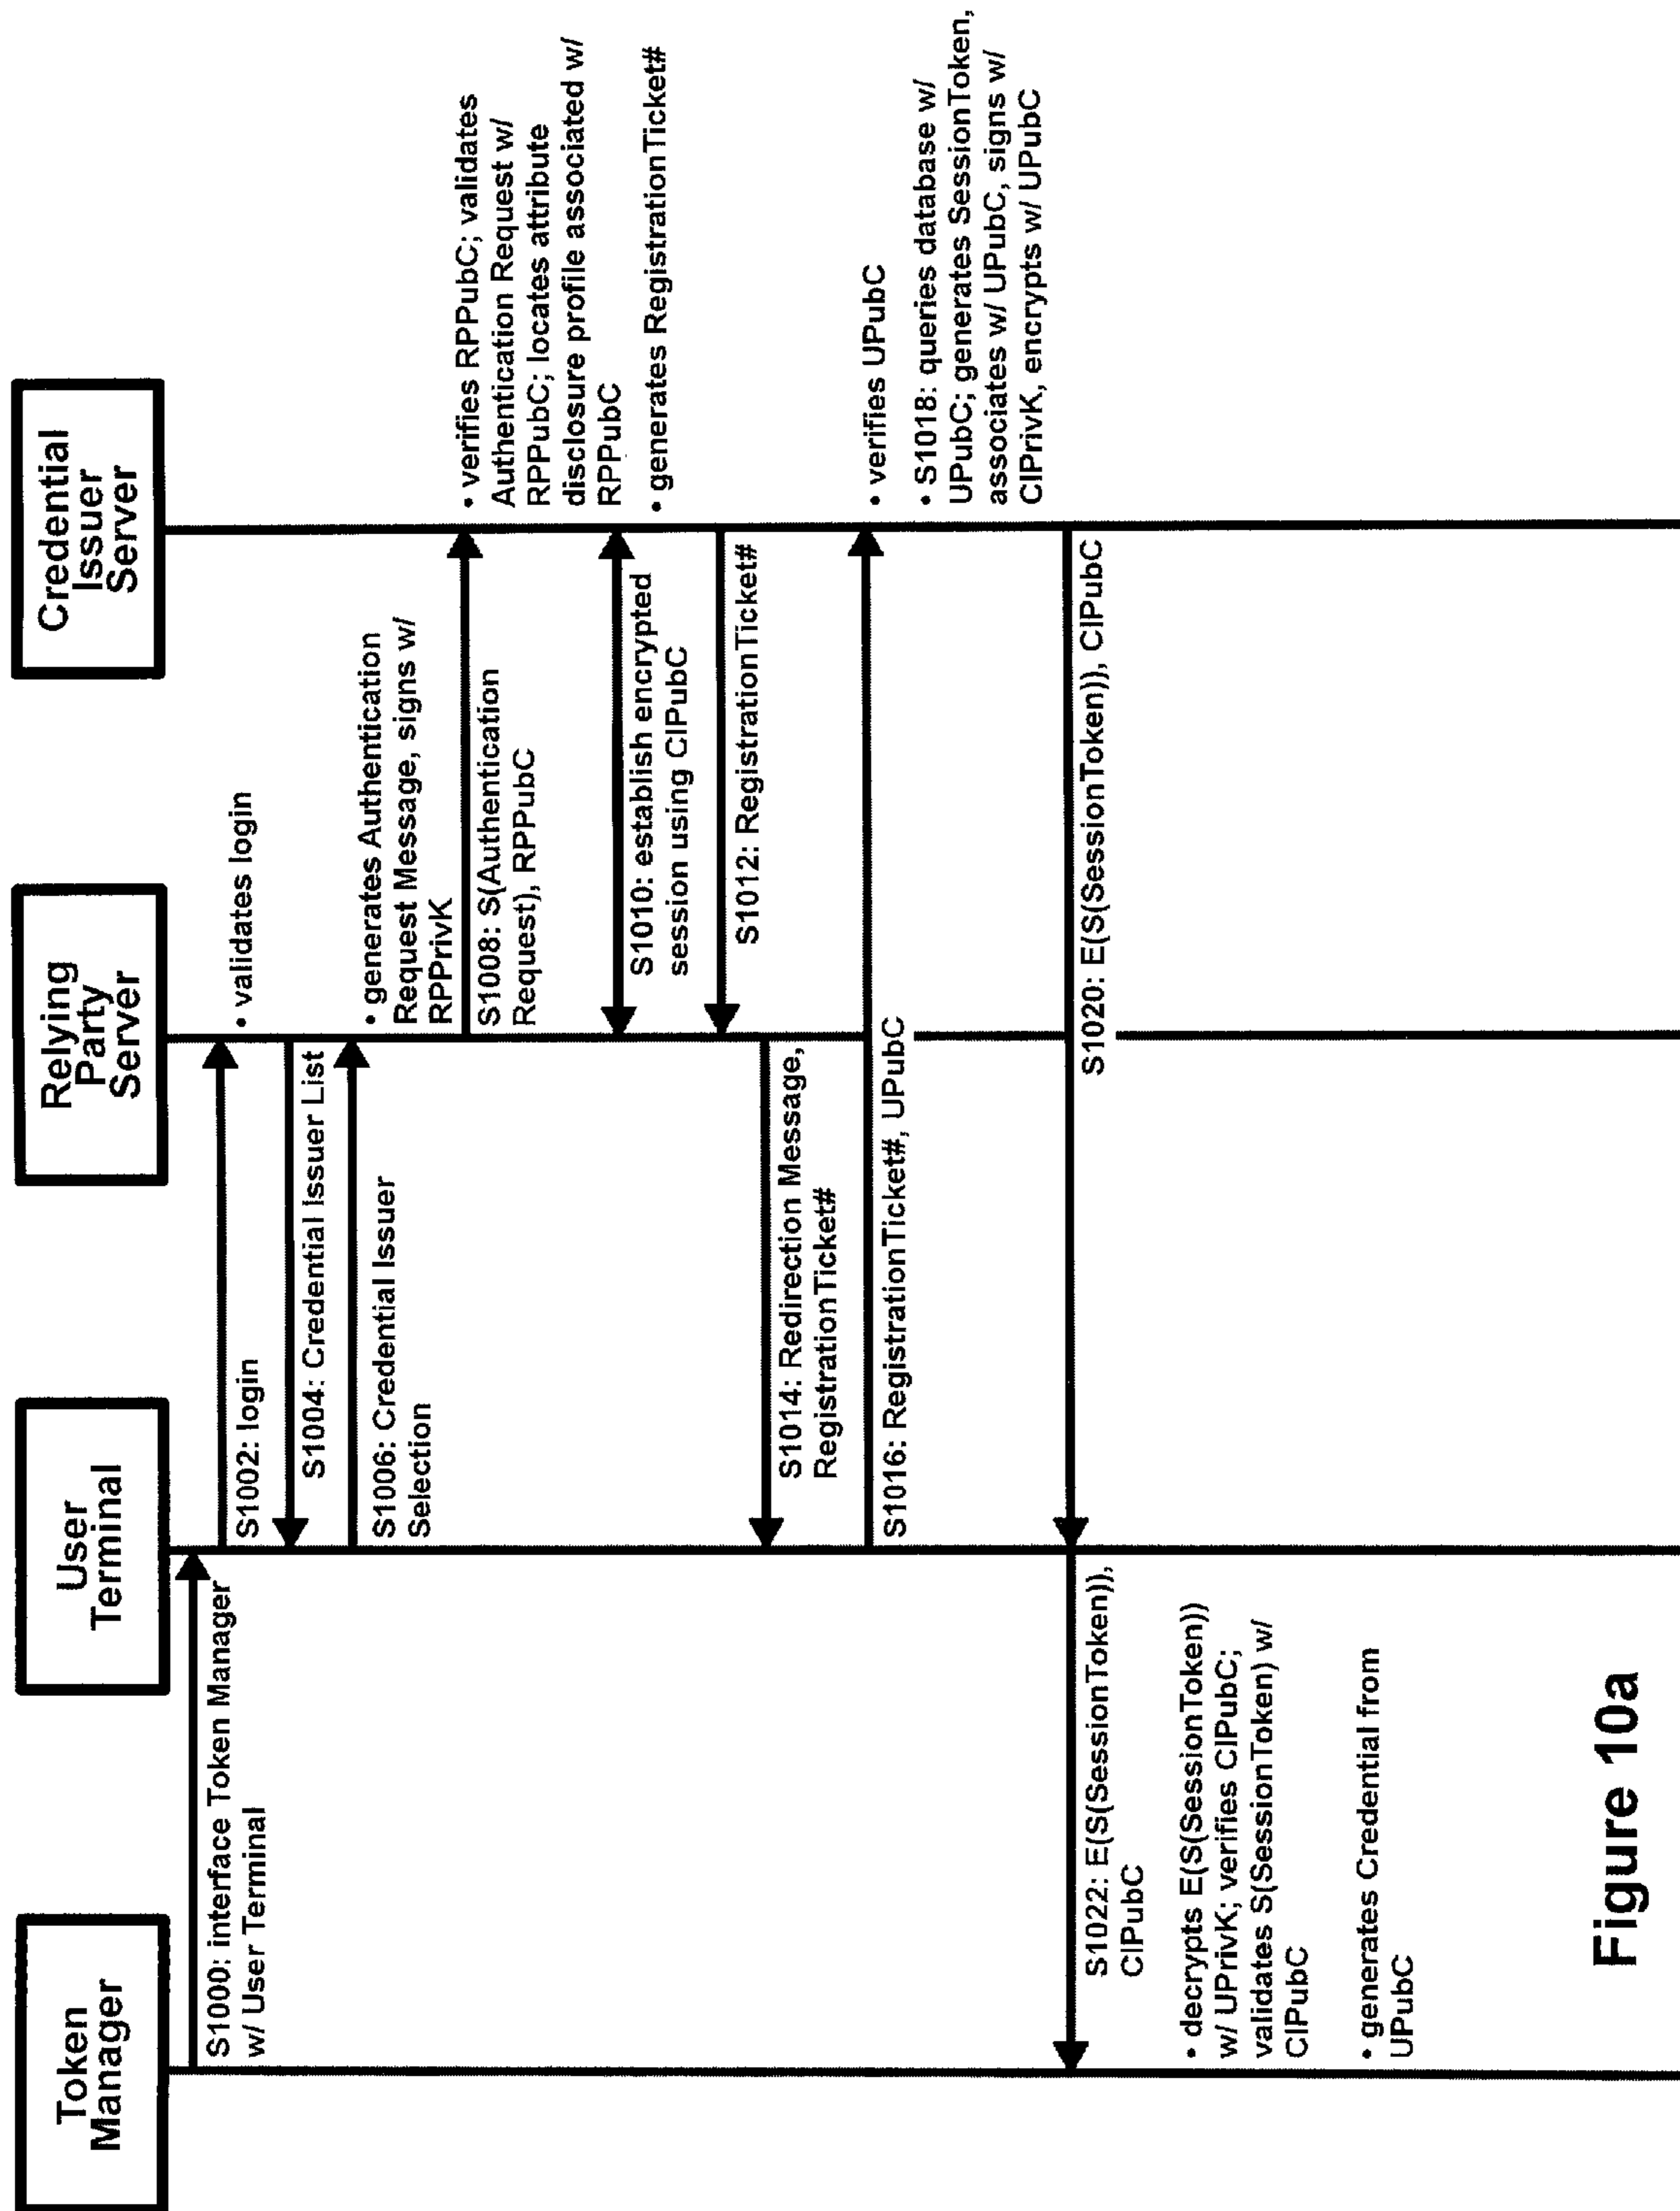 Token
Manager
User
Terminal
Relying
Party
Server
Credential
Issuer
Server
S1000: interface Token Manager
w/ User Terminal
S1002: login
• validates login
S1004: Credential Issuer List
S1006: Credential Issuer
Selection
• generates Authentication
Request Message, signs w/
RPPrivK
S1008: S(Authentication
Request), RPPubC
• verifies RPPubC; validates
Authentication Request w/
RPPubC; locates attribute
disclosure profile associated w/
RPPubC
S1010: establish encrypted
session using CIPubC
• generates RegistrationTicket#
S1012: RegistrationTicket#
S1014: Redirection Message,
RegistrationTicket#
S1016: RegistrationTicket#, UPubC
• verifies UPubC
• S1018: queries database w/
UPubC; generates SessionToken,
associates w/ UPubC, signs w/
CIPrivK, encrypts w/ UPubC
S1020: E(S(SessionToken)), CIPubC
S1022: E(S(SessionToken)),
CIPubC
• decrypts E(S(SessionToken))
w/ UPrivK; verifies CIPubC;
validates S(SessionToken) w/
CIPubC
• generates Credential from
UPubC
Figure 10a